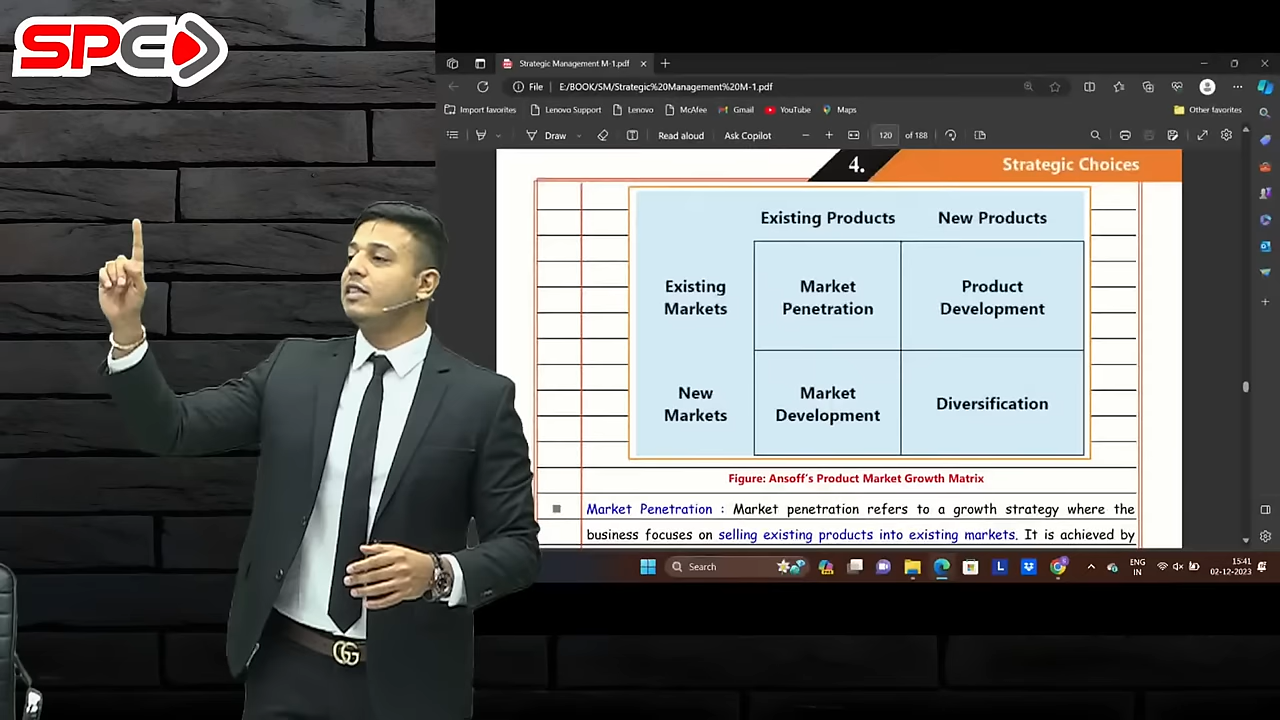 SPC
Strategic Management M-1.pdf
File E:/BOOK/SM/Strategic%20Management%20M-1.pdf
Import favorites Lenovo Support Lenovo McAfee Gmail YouTube Maps Other favorites
Draw Read aloud Ask Copilot 120 of 188
4. Strategic Choices
Existing Products New Products
Existing Markets
Market Penetration
Product Development
New Markets
Market Development
Diversification
Figure: Ansoff's Product Market Growth Matrix
Market Penetration : Market penetration refers to a growth strategy where the
business focuses on selling existing products into existing markets. It is achieved by
Search
L
ENG
IN
15:41
02-12-2023
GG